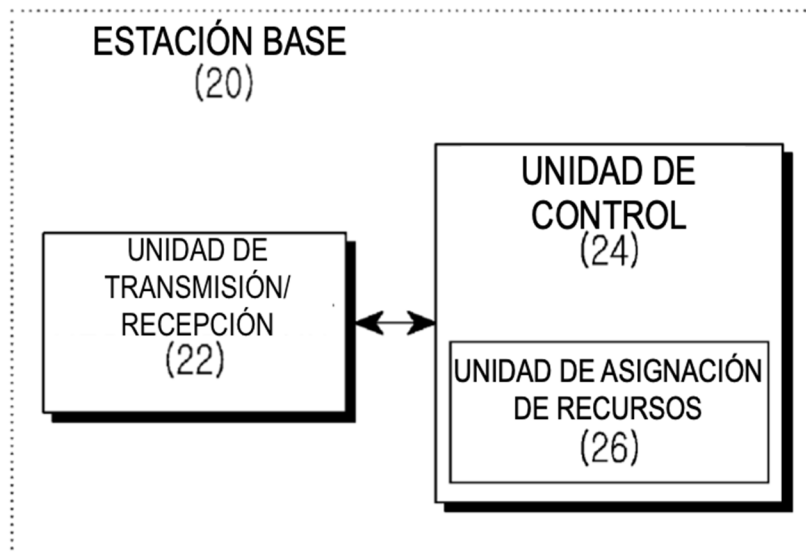 ESTACIÓN BASE
(20)
UNIDAD DE
TRANSMISIÓN/
RECEPCIÓN
(22)
UNIDAD DE
CONTROL
(24)
UNIDAD DE ASIGNACIÓN
DE RECURSOS
(26)